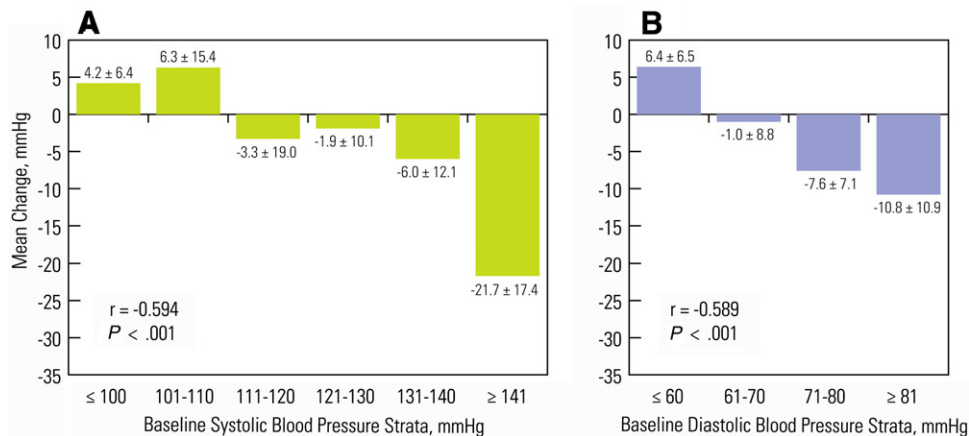 A
10
5
0
-5
-10
-15
-20
-25
-30
-35
Mean Change, mmHg
4.2 ± 6.4
6.3 ± 15.4
-3.3 ± 19.0
-1.9 ± 10.1
-6.0 ± 12.1
-21.7 ± 17.4
r = -0.594
P < .001
≤ 100 101-110 111-120 121-130 131-140 ≥ 141
Baseline Systolic Blood Pressure Strata, mmHg
B
10
5
0
-5
-10
-15
-20
-25
-30
-35
6.4 ± 6.5
-1.0 ± 8.8
-7.6 ± 7.1
-10.8 ± 10.9
r = -0.589
P < .001
≤ 60 61-70 71-80 ≥ 81
Baseline Diastolic Blood Pressure Strata, mmHg